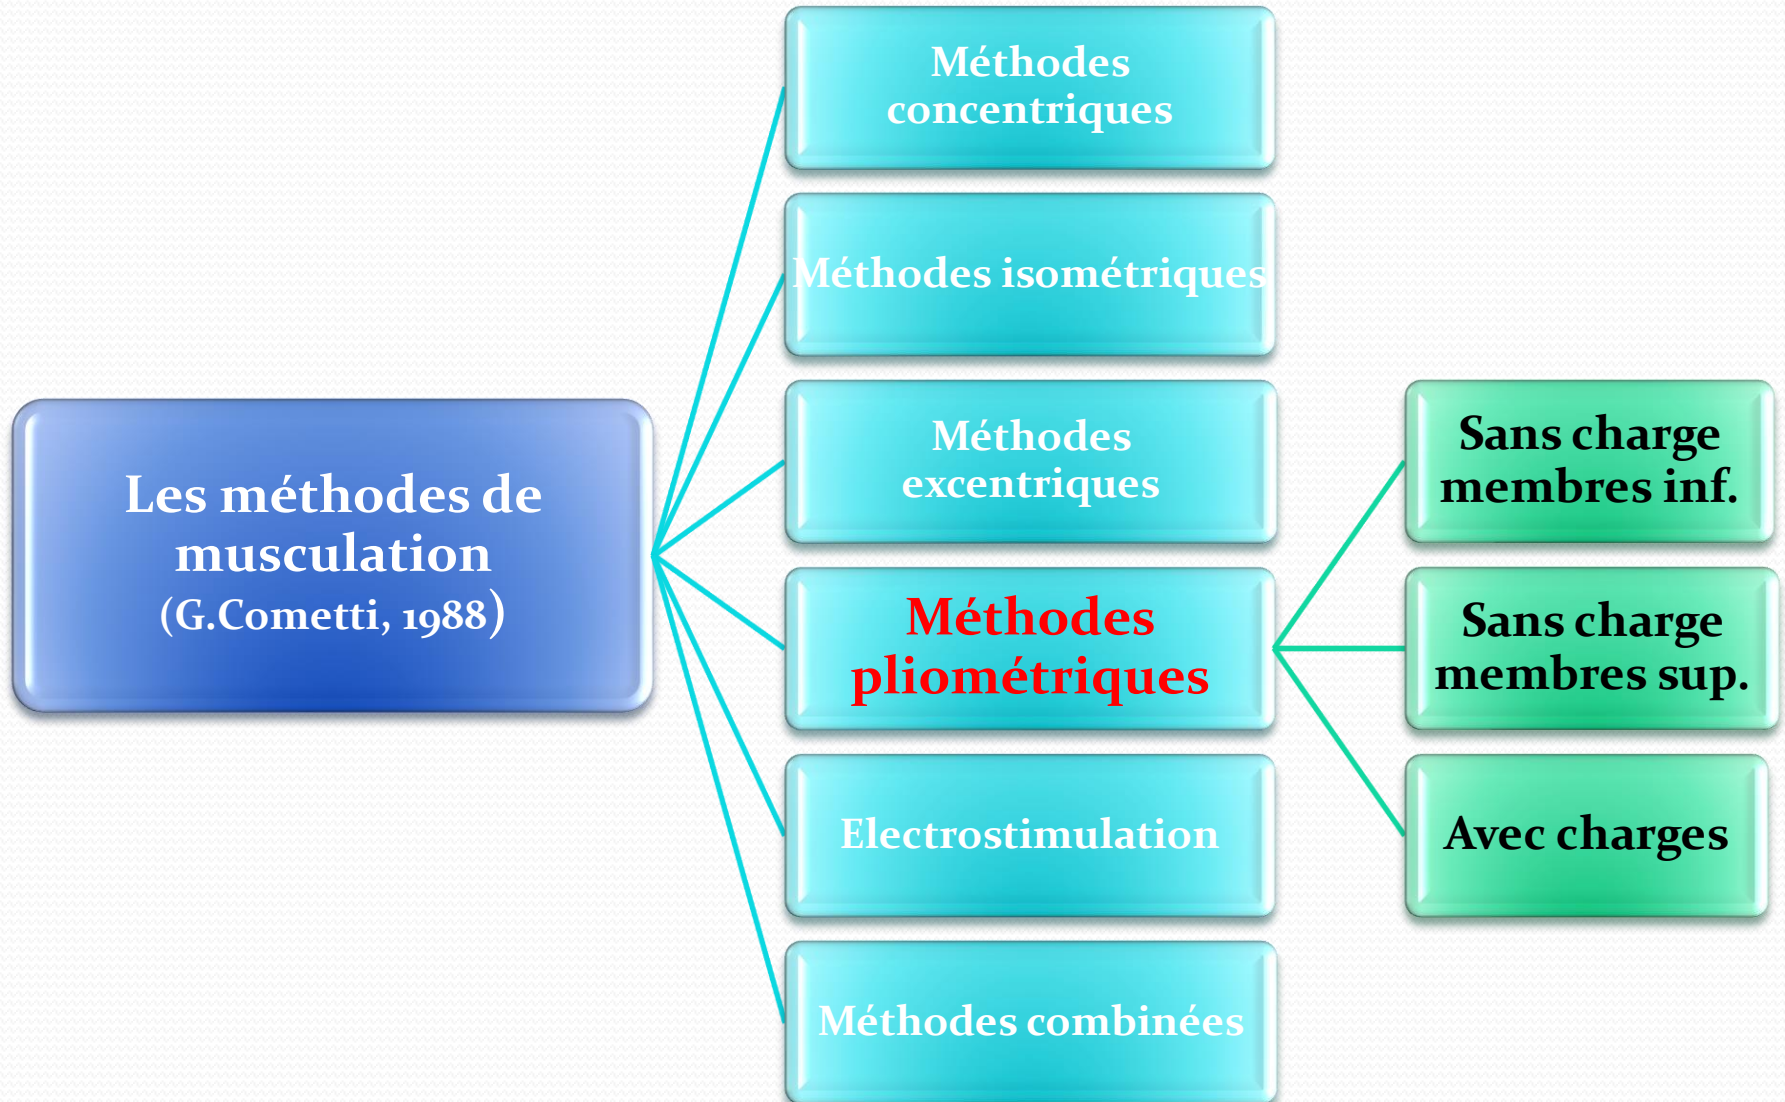 Les méthodes de
musculation
(G.Cometti, 1988)
Méthodes
concentriques
Méthodes isométriques
Méthodes
excentriques
Méthodes
pliométriques
Electrostimulation
Méthodes combinées
Sans charge
membres inf.
Sans charge
membres sup.
Avec charges